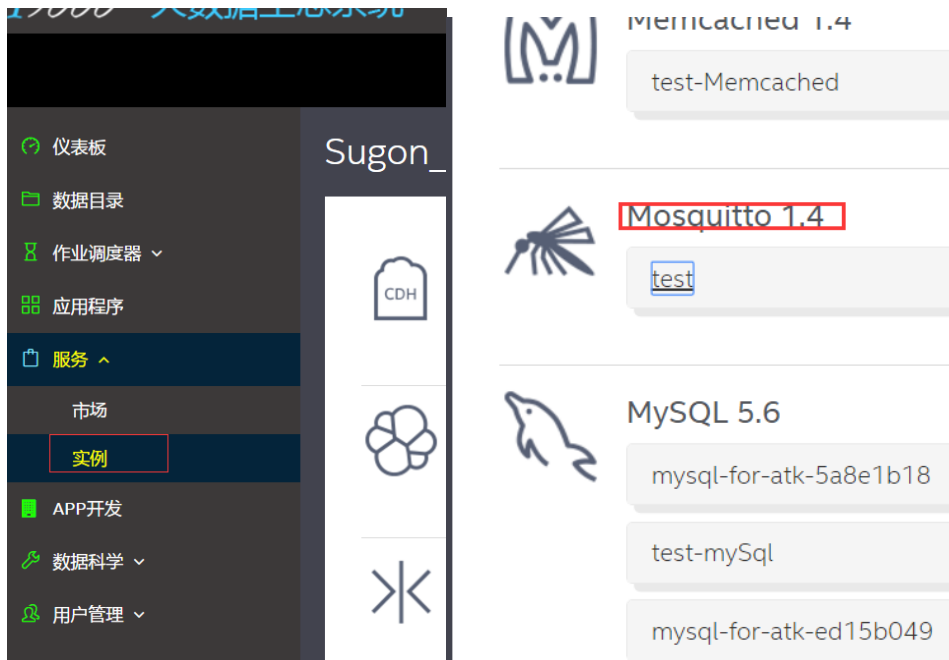 大数据生态系统
仪表板
数据目录
作业调度器
应用程序
服务
市场
实例
APP开发
数据科学
用户管理
Sugon_
CDH
Memcached 1.4
test-Memcached
Mosquitto 1.4
test
MySQL 5.6
mysql-for-atk-5a8e1b18
test-mySql
mysql-for-atk-ed15b049